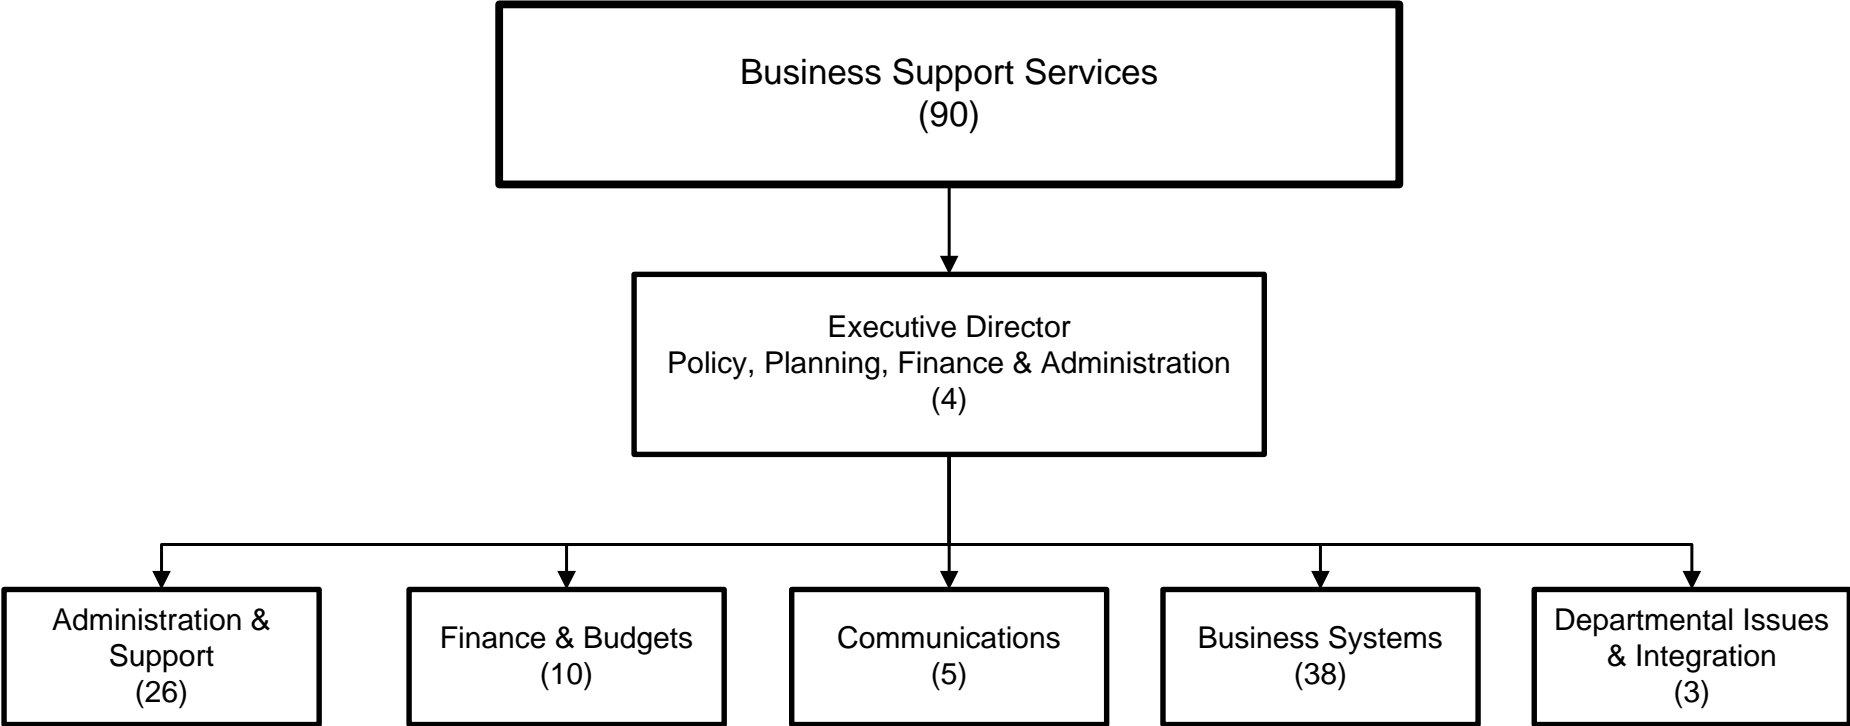 Business Support Services
(90)
Executive Director
Policy, Planning, Finance & Administration
(4)
Administration &
Support
(26)
Finance & Budgets
(10)
Communications
(5)
Business Systems
(38)
Departmental Issues
& Integration
(3)